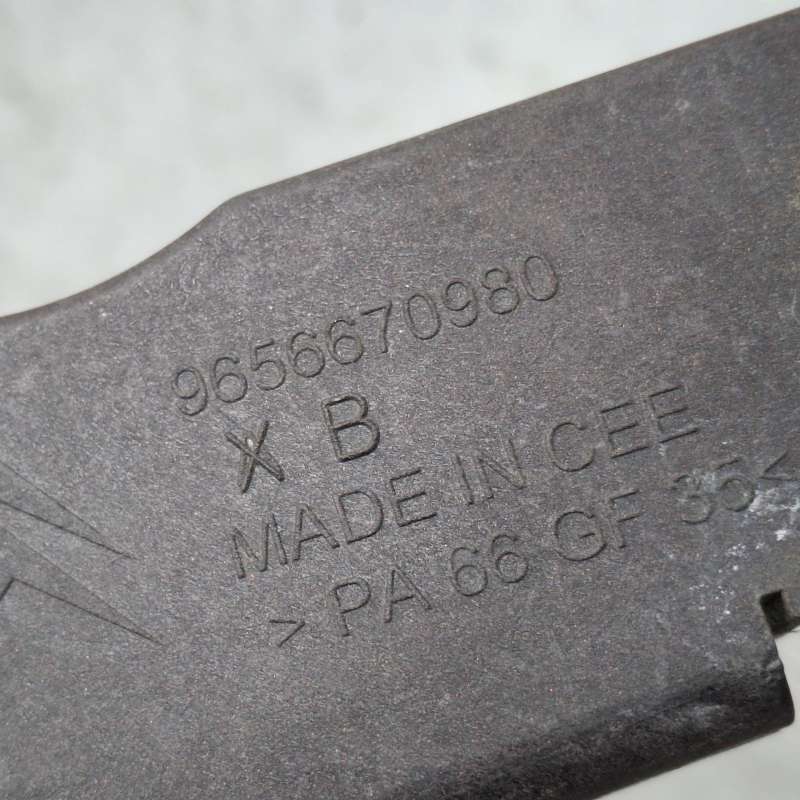 9656670980
X B
MADE IN CEE
> PA 66 GF 35<